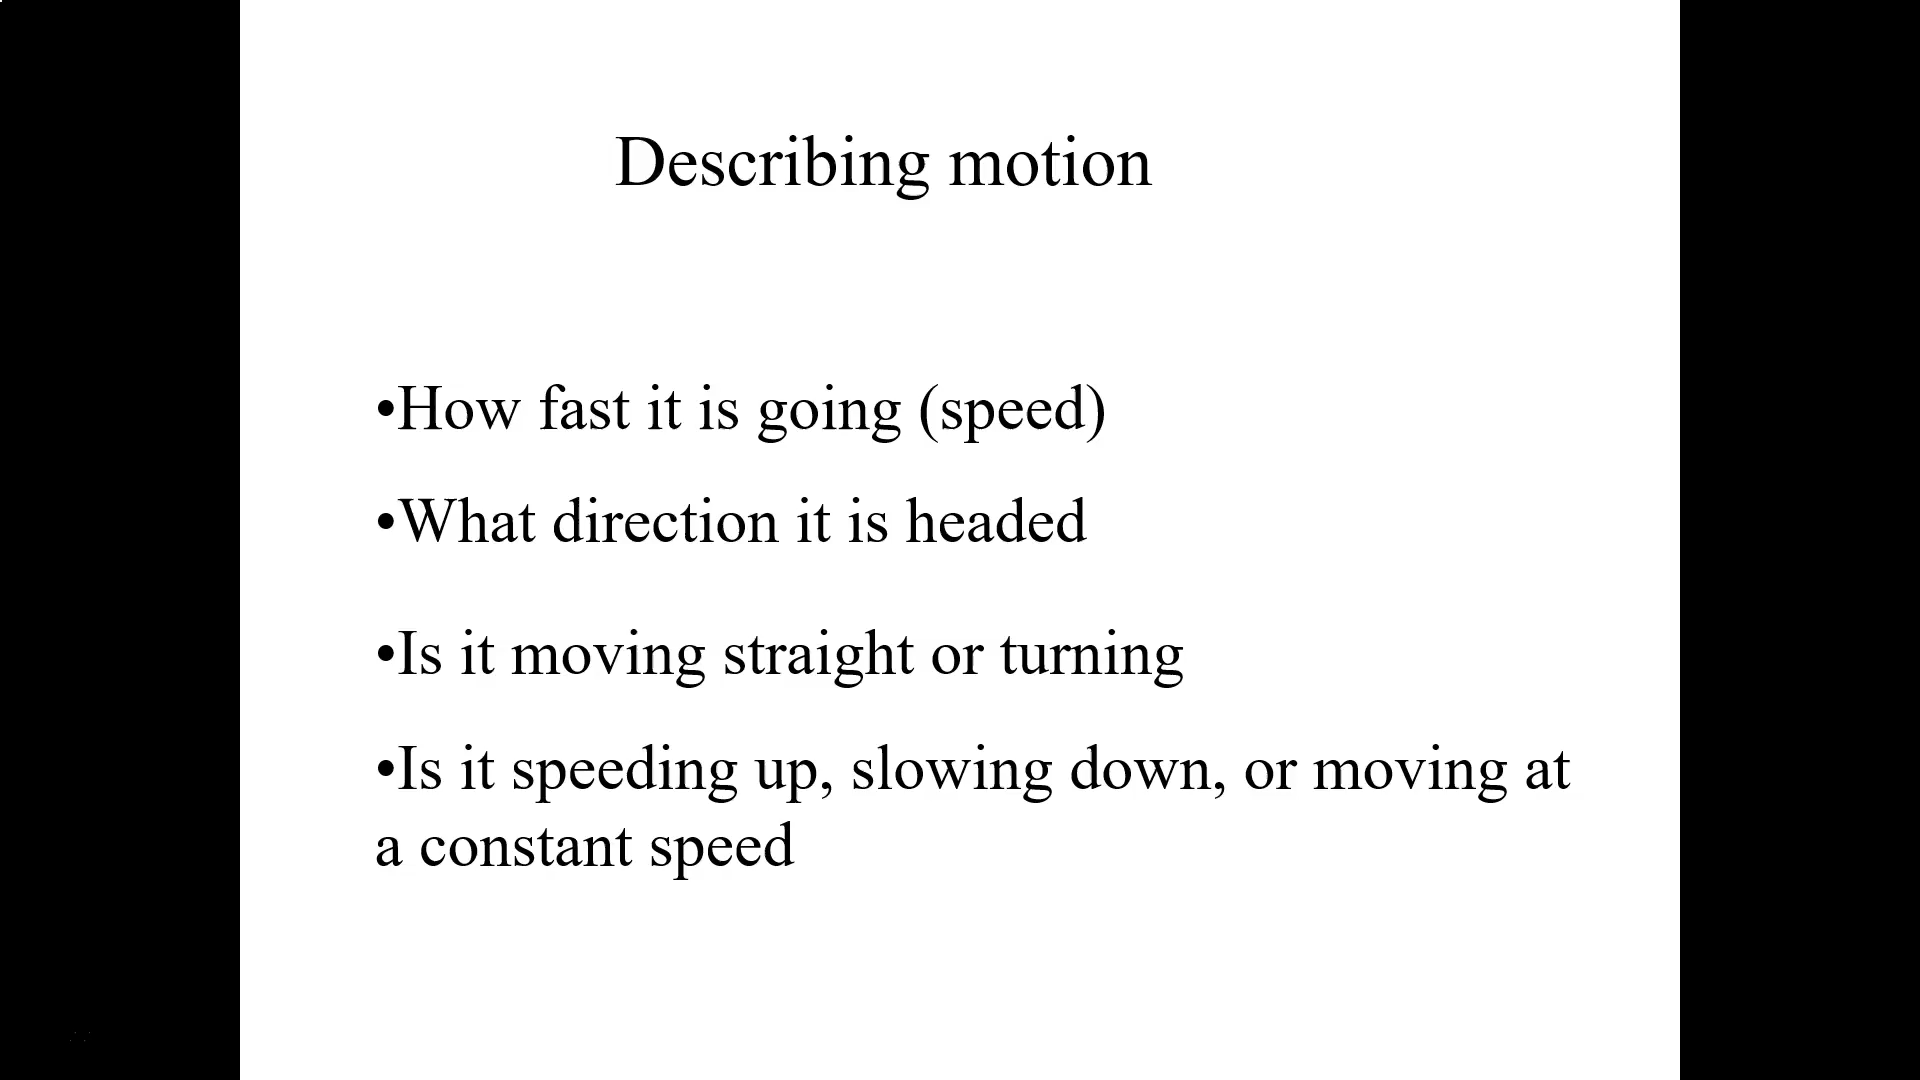 Describing motion
•How fast it is going (speed)
•What direction it is headed
•Is it moving straight or turning
•Is it speeding up, slowing down, or moving at
a constant speed